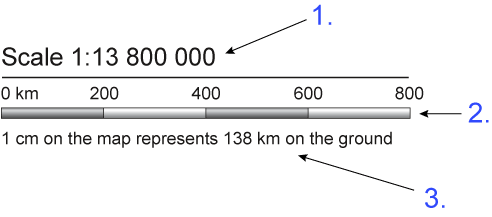 1.
Scale 1:13 800 000
0 km 200 400 600 800
2.
1 cm on the map represents 138 km on the ground
3.